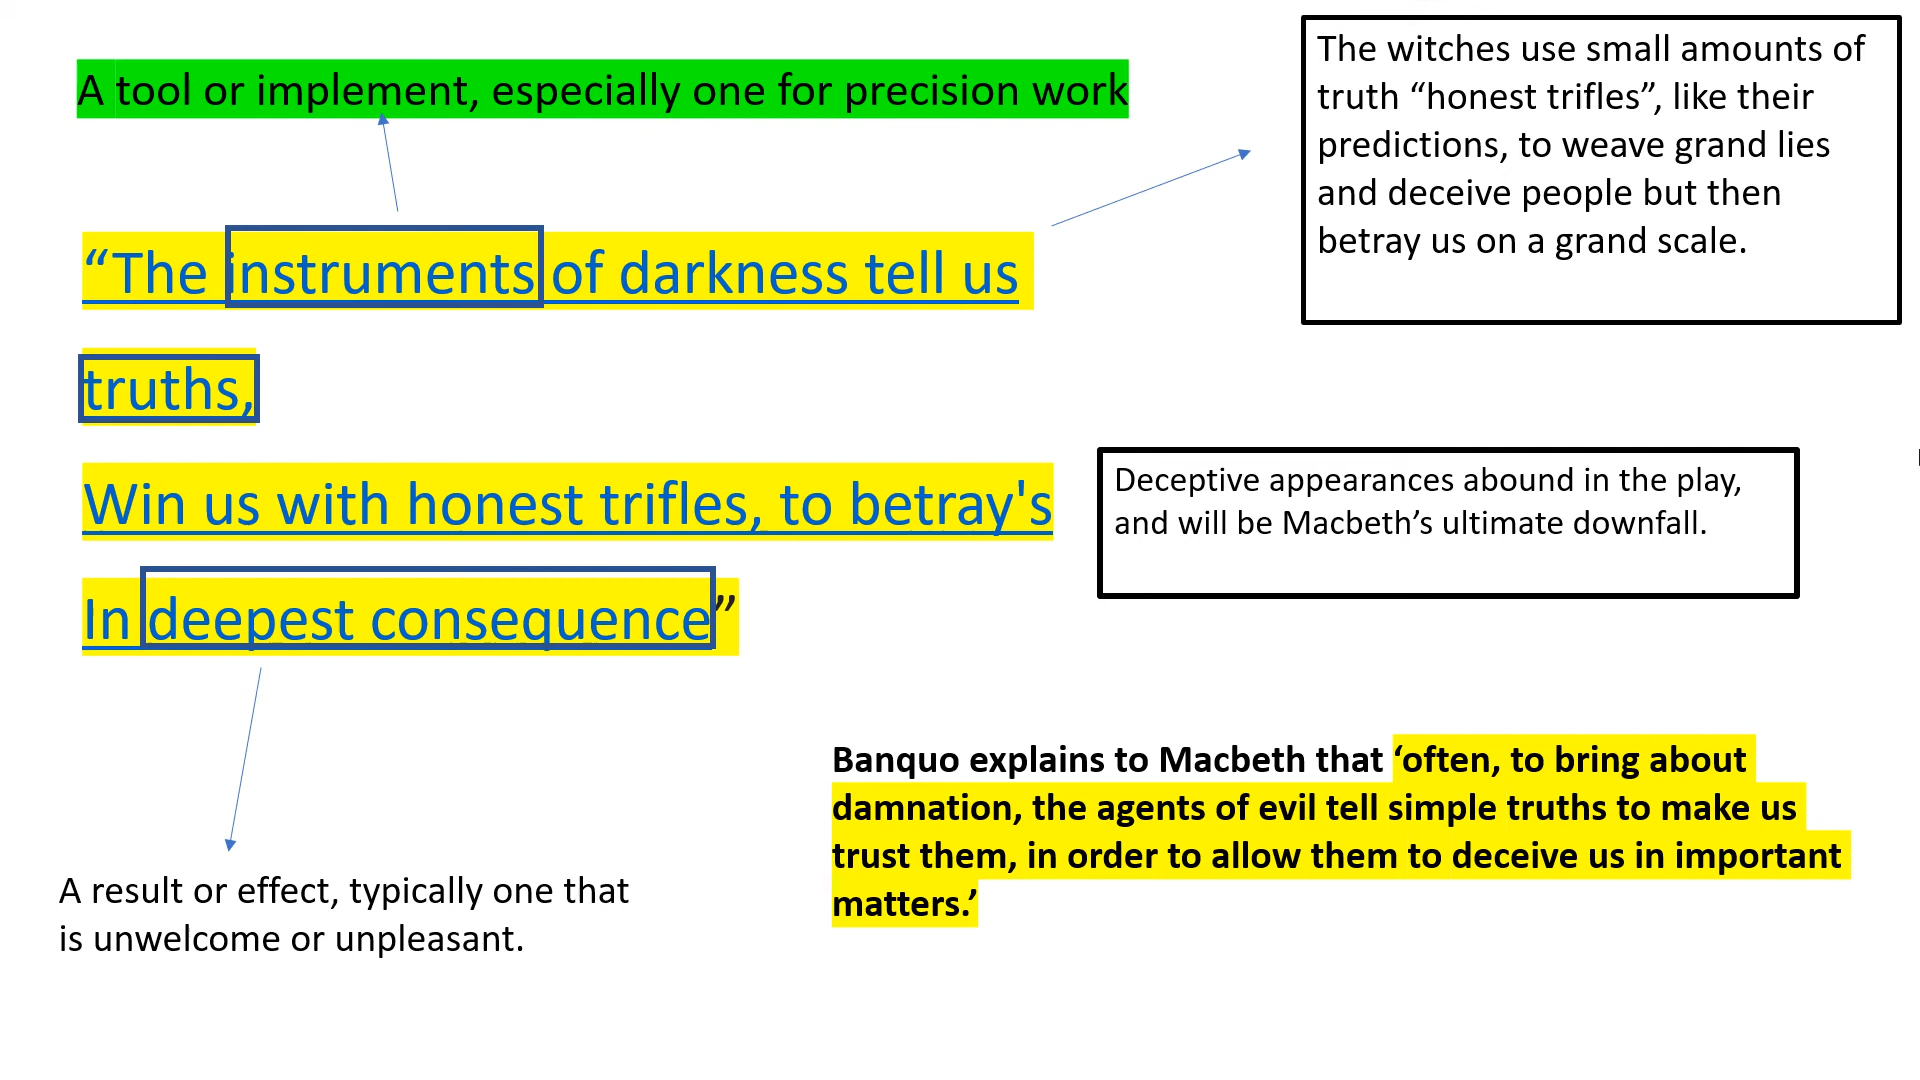 A tool or implement, especially one for precision work
The witches use small amounts of
truth “honest trifles”, like their
predictions, to weave grand lies
and deceive people but then
betray us on a grand scale.
“The instruments of darkness tell us
truths,
Win us with honest trifles, to betray's
In deepest consequence”
Deceptive appearances abound in the play,
and will be Macbeth’s ultimate downfall.
Banquo explains to Macbeth that ‘often, to bring about
damnation, the agents of evil tell simple truths to make us
trust them, in order to allow them to deceive us in important
matters.’
A result or effect, typically one that
is unwelcome or unpleasant.